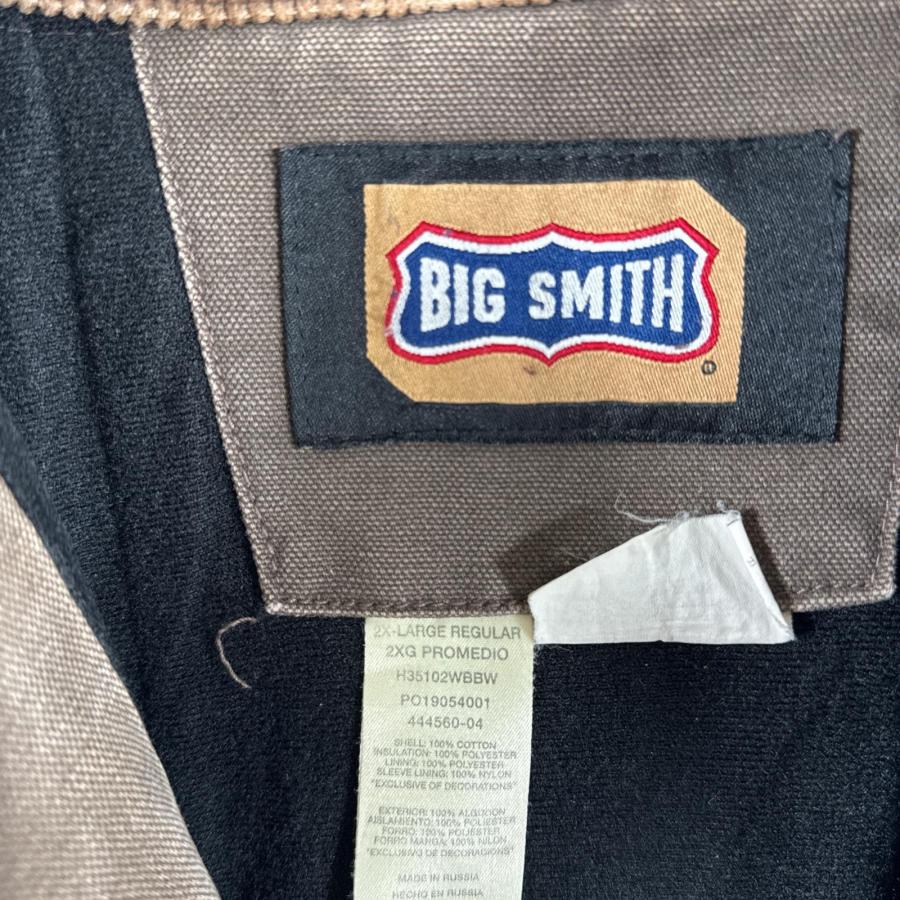 BIG SMITH
®
2X-LARGE REGULAR
2XG PROMEDIO
H35102WBBW
PO19054001
444560-04
SHELL: 100% COTTON
INSULATION: 100% POLYESTER
LINING: 100% POLYESTER
SLEEVE LINING: 100% NYLON
"EXCLUSIVE OF DECORATIONS"
EXTERIOR: 100% ALGODON
AISLAMIENTO: 100% POLIESTER
FORRO: 100% POLIESTER
FORRO MANGA: 100% NILON
"EXCLUSIVO DE DECORACIONS"
MADE IN RUSSIA
HECHO EN RUSSIA